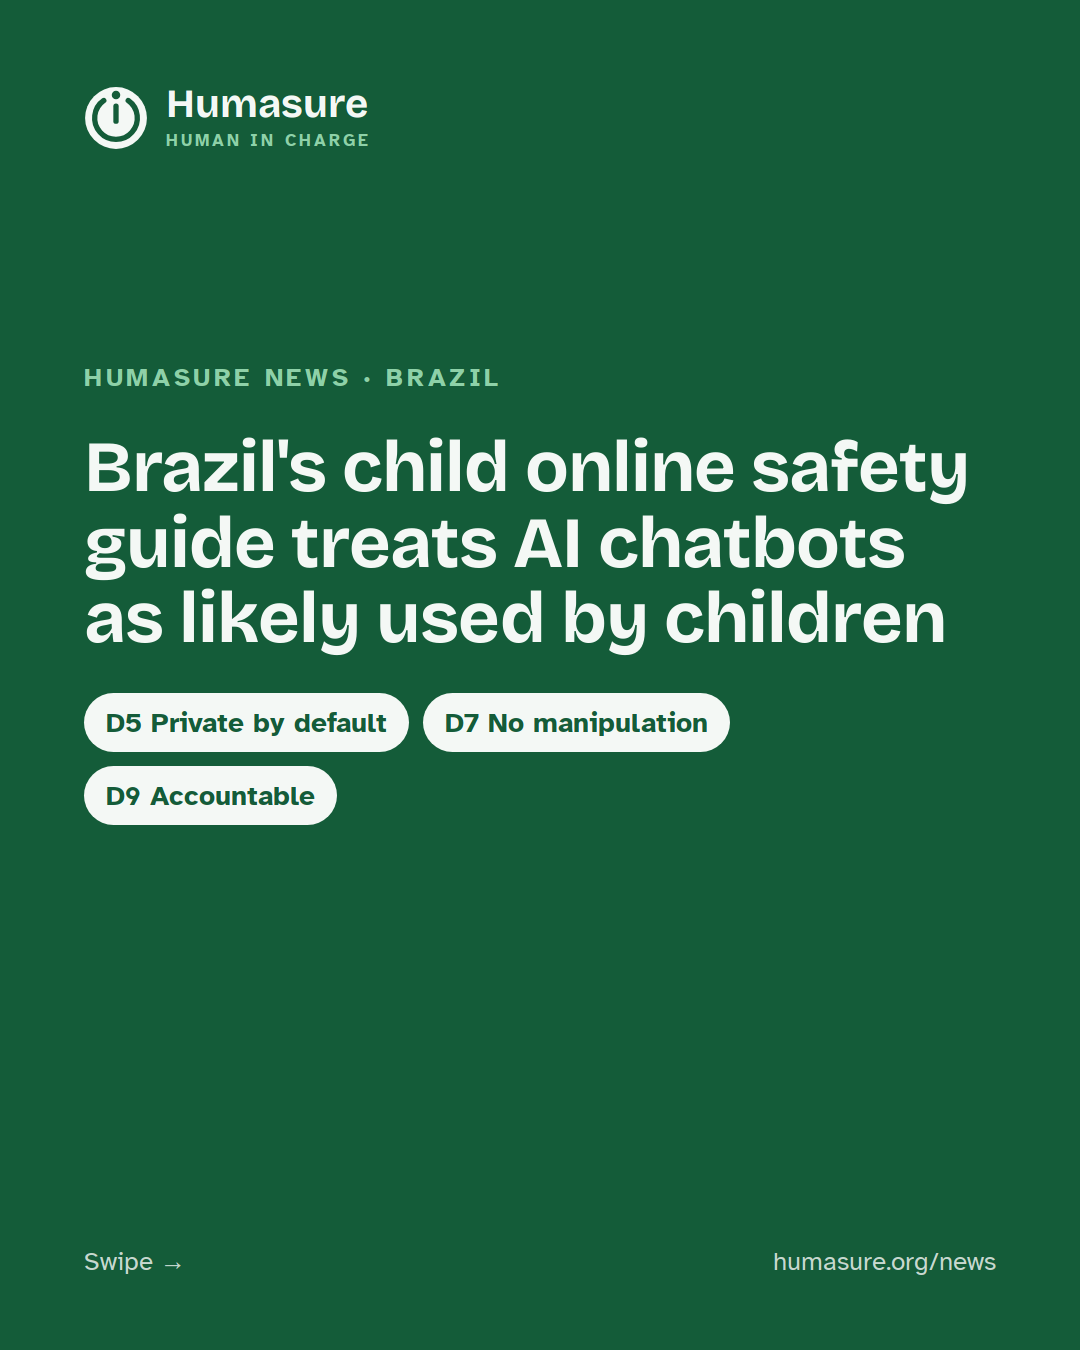 Humasure
HUMAN IN CHARGE
HUMASURE NEWS · BRAZIL
Brazil's child online safety
guide treats AI chatbots
as likely used by children
D5 Private by default
D7 No manipulation
D9 Accountable
Swipe →
humasure.org/news